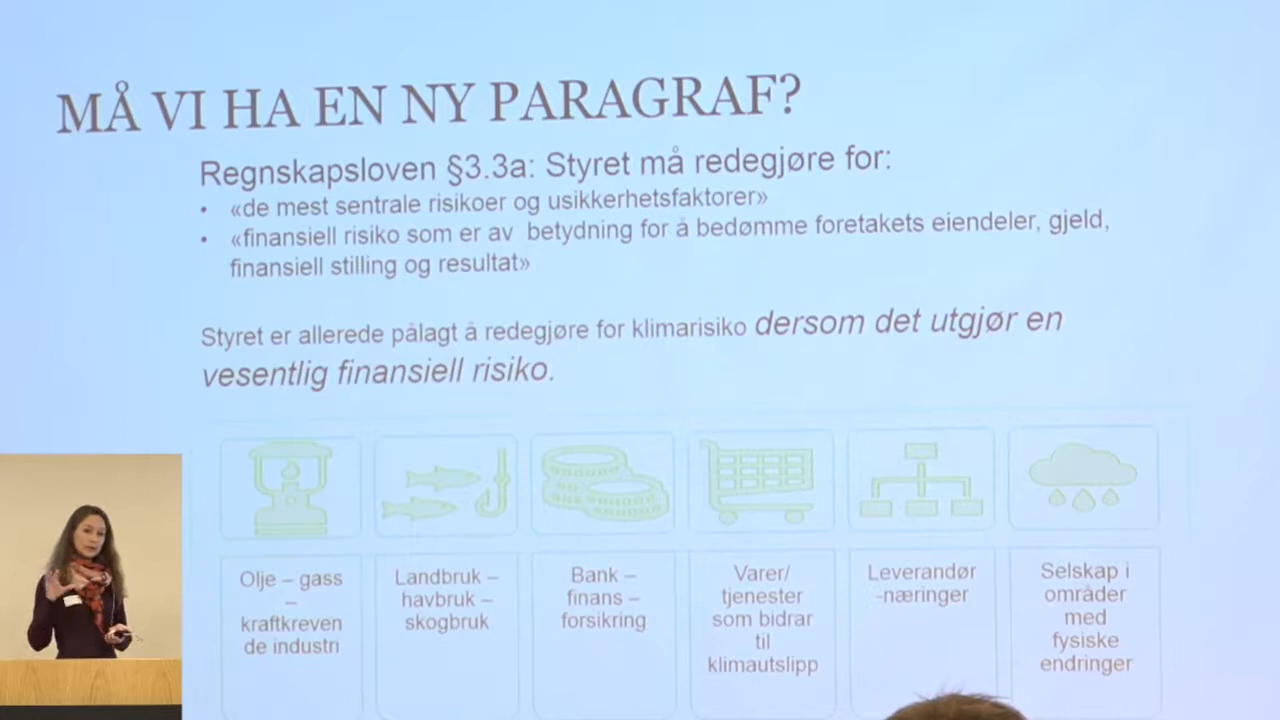 MÅ VI HA EN NY PARAGRAF?
Regnskapsloven §3.3a: Styret må redegjøre for:
• «de mest sentrale risikoer og usikkerhetsfaktorer»
• «finansiell risiko som er av betydning for å bedømme foretakets eiendeler, gjeld,
finansiell stilling og resultat»
Styret er allerede pålagt å redegjøre for klimarisiko dersom det utgjør en
vesentlig finansiell risiko.
Olje – gass
–
kraftkreven
de industri
Landbruk –
havbruk –
skogbruk
Bank –
finans –
forsikring
Varer/
tjenester
som bidrar
til
klimautslipp
Leverandør
-næringer
Selskap i
områder
med
fysiske
endringer